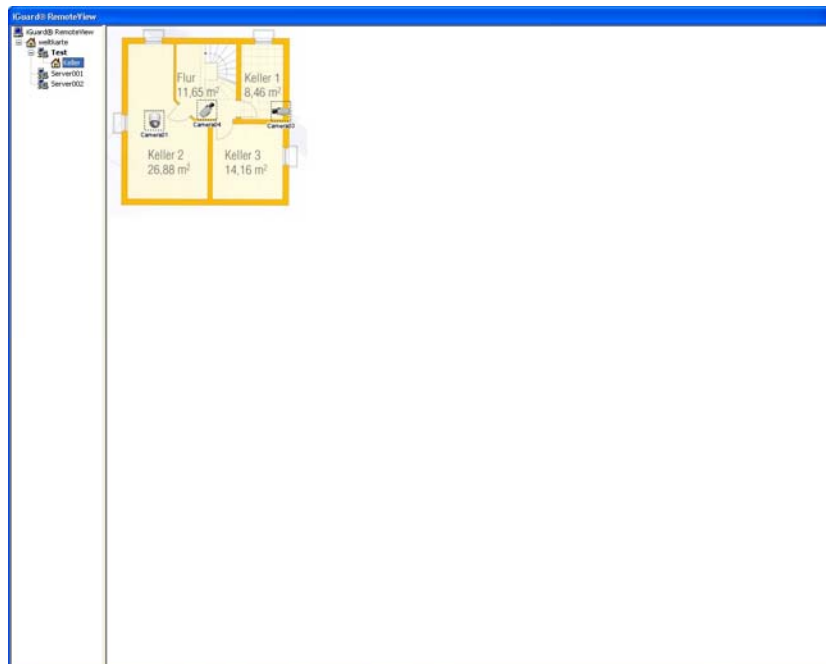 iGuard® RemoteView
iGuard® RemoteView
weltkarte
Test
Keller
Server001
Server002
Flur
11,65 m²
Keller 1
8,46 m²
Camera01
Camera04
Keller 2
26,88 m²
Keller 3
14,16 m²